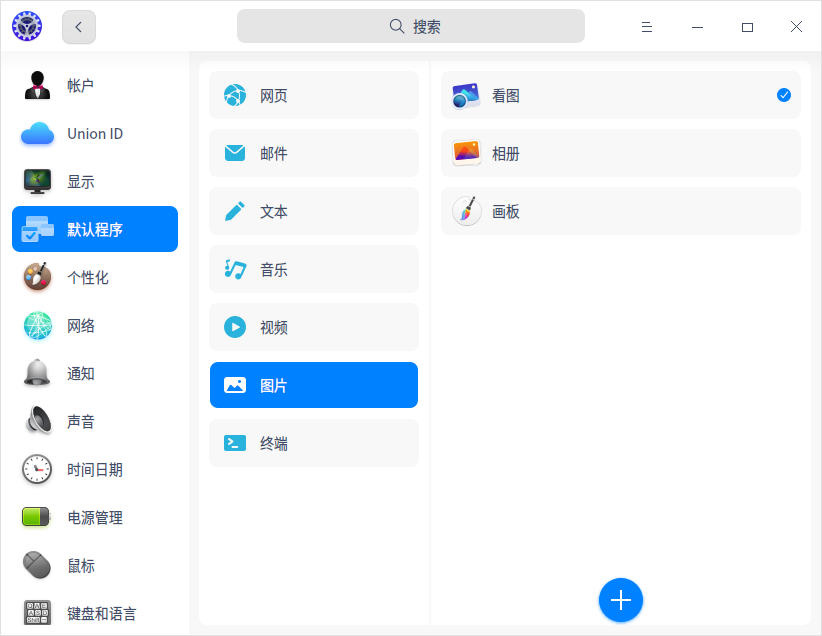 搜索
帐户
Union ID
显示
默认程序
个性化
网络
通知
声音
时间日期
电源管理
鼠标
键盘和语言
网页
邮件
文本
音乐
视频
图片
终端
看图
相册
画板